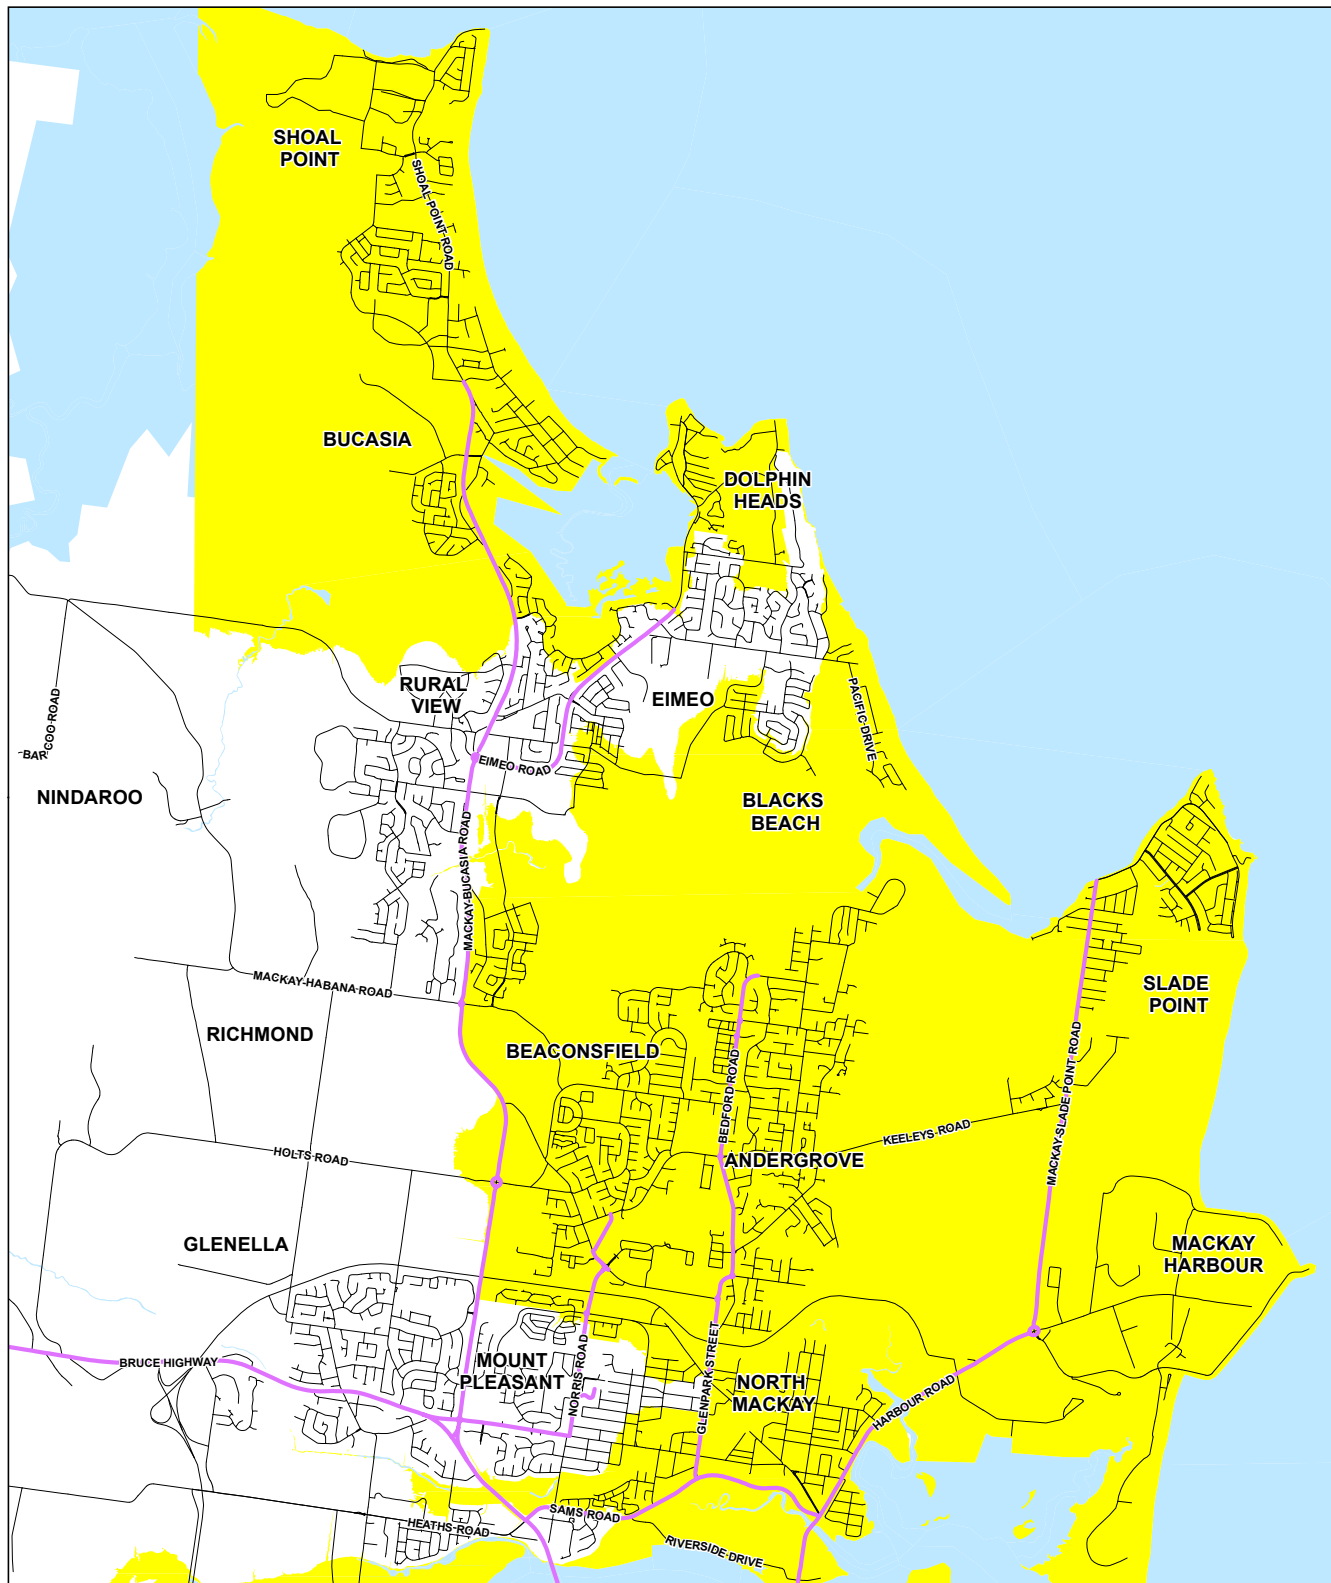 SHOAL
POINT
SHOAL POINT ROAD
BUCASIA
DOLPHIN
HEADS
RURAL
VIEW
EIMEO
PACIFIC DRIVE
BARCOO ROAD
EIMEO ROAD
NINDAROO
BLACKS
BEACH
MACKAY-BUCASIA ROAD
MACKAY-HABANA ROAD
SLADE
POINT
RICHMOND
BEACONSFIELD
BEDFORD ROAD
MACKAY-SLADE POINT ROAD
KEELEYS ROAD
HOLTS ROAD
ANDERGROVE
GLENELLA
MACKAY
HARBOUR
BRUCE HIGHWAY
MOUNT
PLEASANT
NORRIS ROAD
GLENPARK STREET
NORTH
MACKAY
HARBOUR ROAD
SAMS ROAD
HEATHS ROAD
RIVERSIDE DRIVE